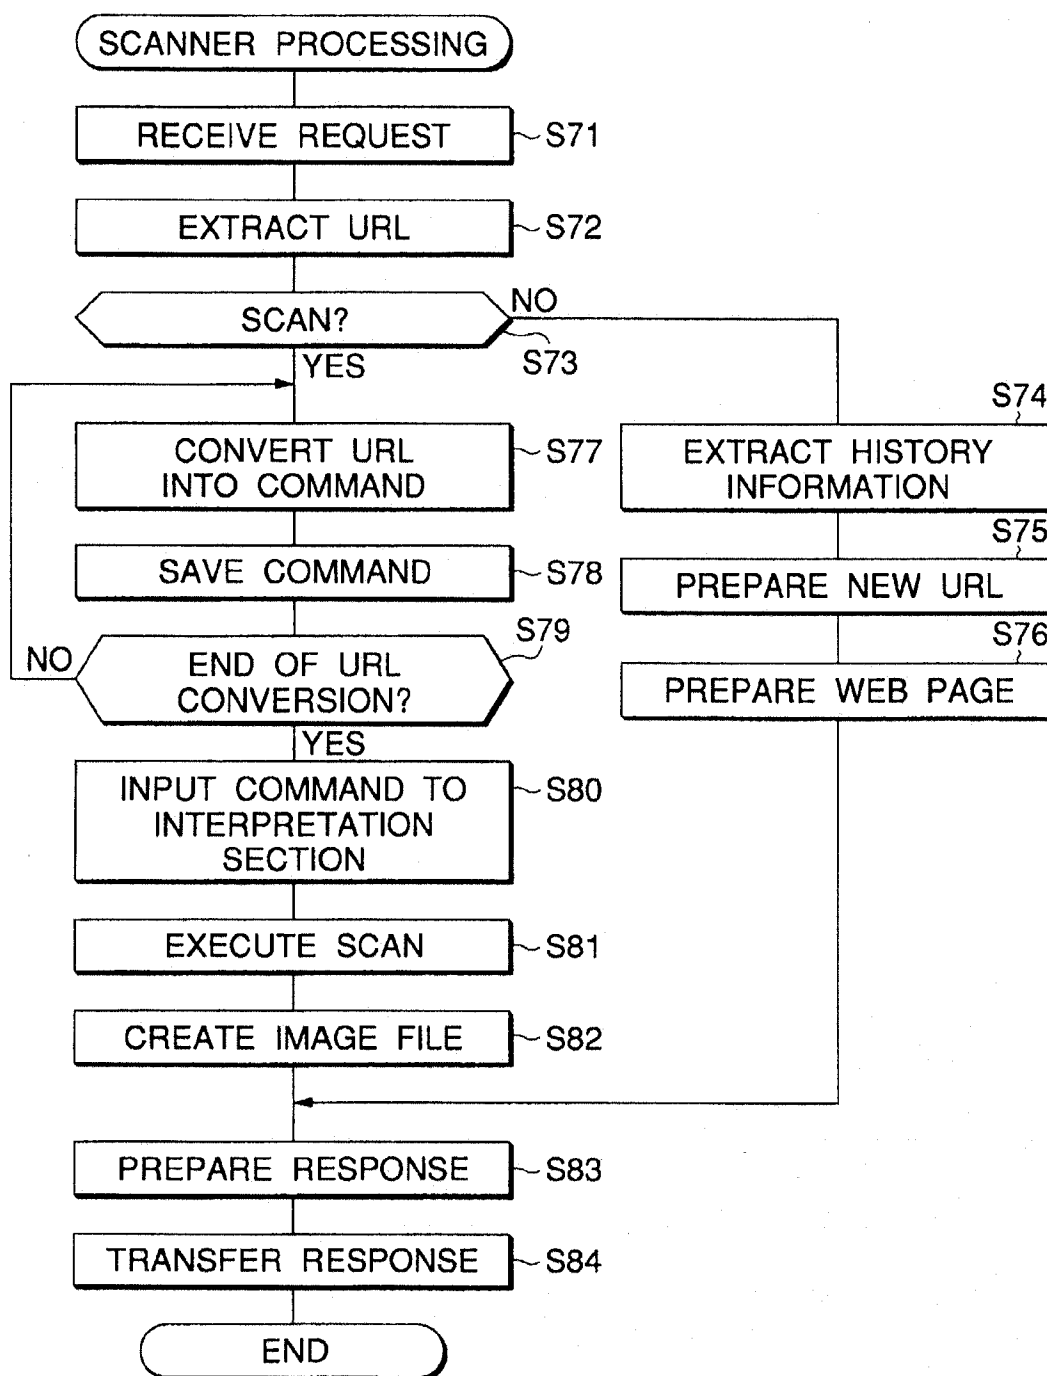 SCANNER PROCESSING
RECEIVE REQUEST
S71
EXTRACT URL
S72
SCAN?
NO
S73
YES
S74
EXTRACT HISTORY
INFORMATION
S75
PREPARE NEW URL
S76
PREPARE WEB PAGE
CONVERT URL
INTO COMMAND
S77
SAVE COMMAND
S78
S79
NO
END OF URL
CONVERSION?
YES
INPUT COMMAND TO
INTERPRETATION
SECTION
S80
EXECUTE SCAN
S81
CREATE IMAGE FILE
S82
PREPARE RESPONSE
S83
TRANSFER RESPONSE
S84
END